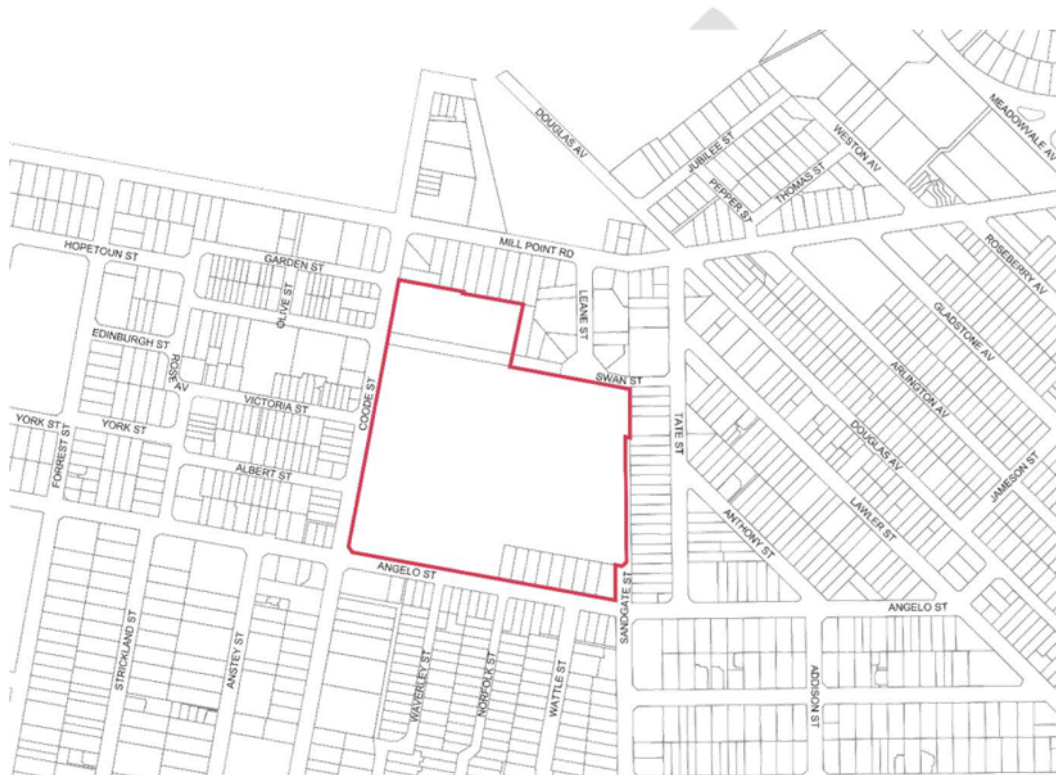 MEADOWVALE AV
DOUGLAS AV
WESTON AV
JUBILEE ST
THOMAS ST
PEPPER ST
HOPETOUN ST
MILL POINT RD
ROSEBERRY AV
GARDEN ST
OLIVE ST
LEANE ST
GLADSTONE AV
EDINBURGH ST
ROSE AV
SWAN ST
ARLINGTON AV
VICTORIA ST
COODE ST
YORK ST
YORK ST
TATE ST
DOUGLAS AV
FORREST ST
ALBERT ST
JAMESON ST
LAWLER ST
ANTHONY ST
ANGELO ST
SANDGATE ST
ANGELO ST
STRICKLAND ST
ANSTEY ST
WAVERLEY ST
NORFOLK ST
WATTLE ST
ADDISON ST